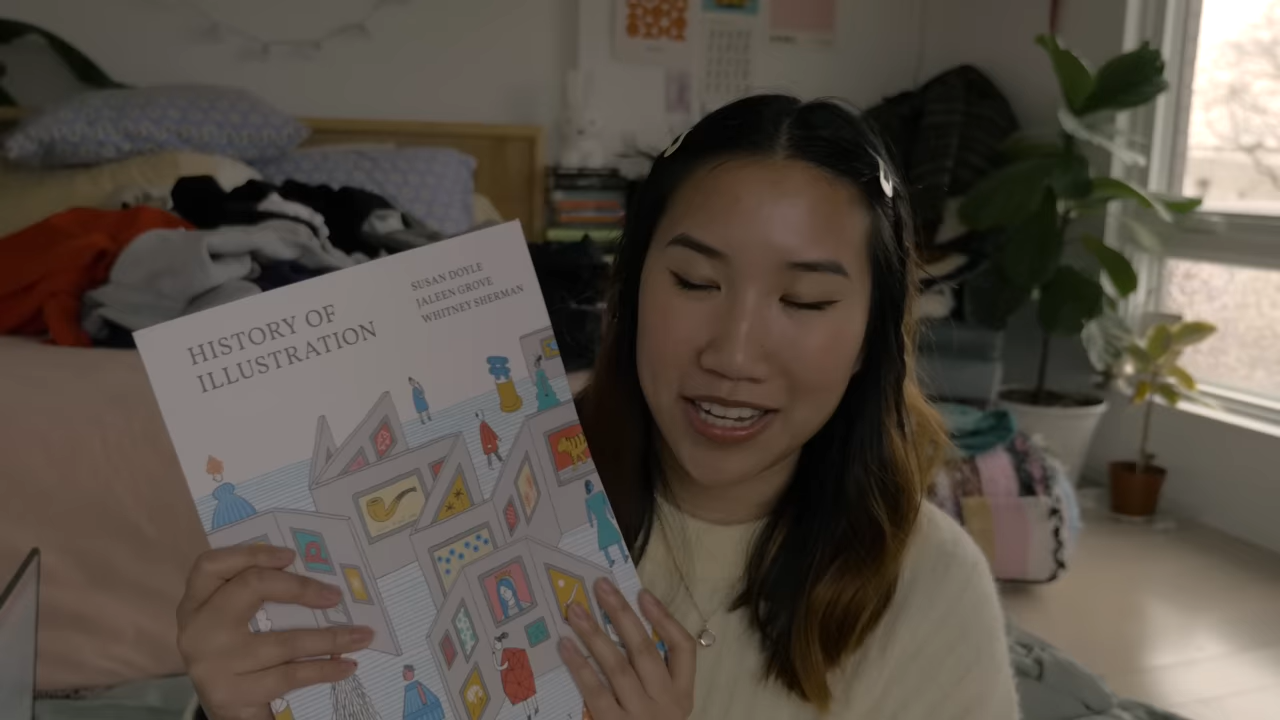 HISTORY OF
ILLUSTRATION
SUSAN DOYLE
JALEEN GROVE
WHITNEY SHERMAN